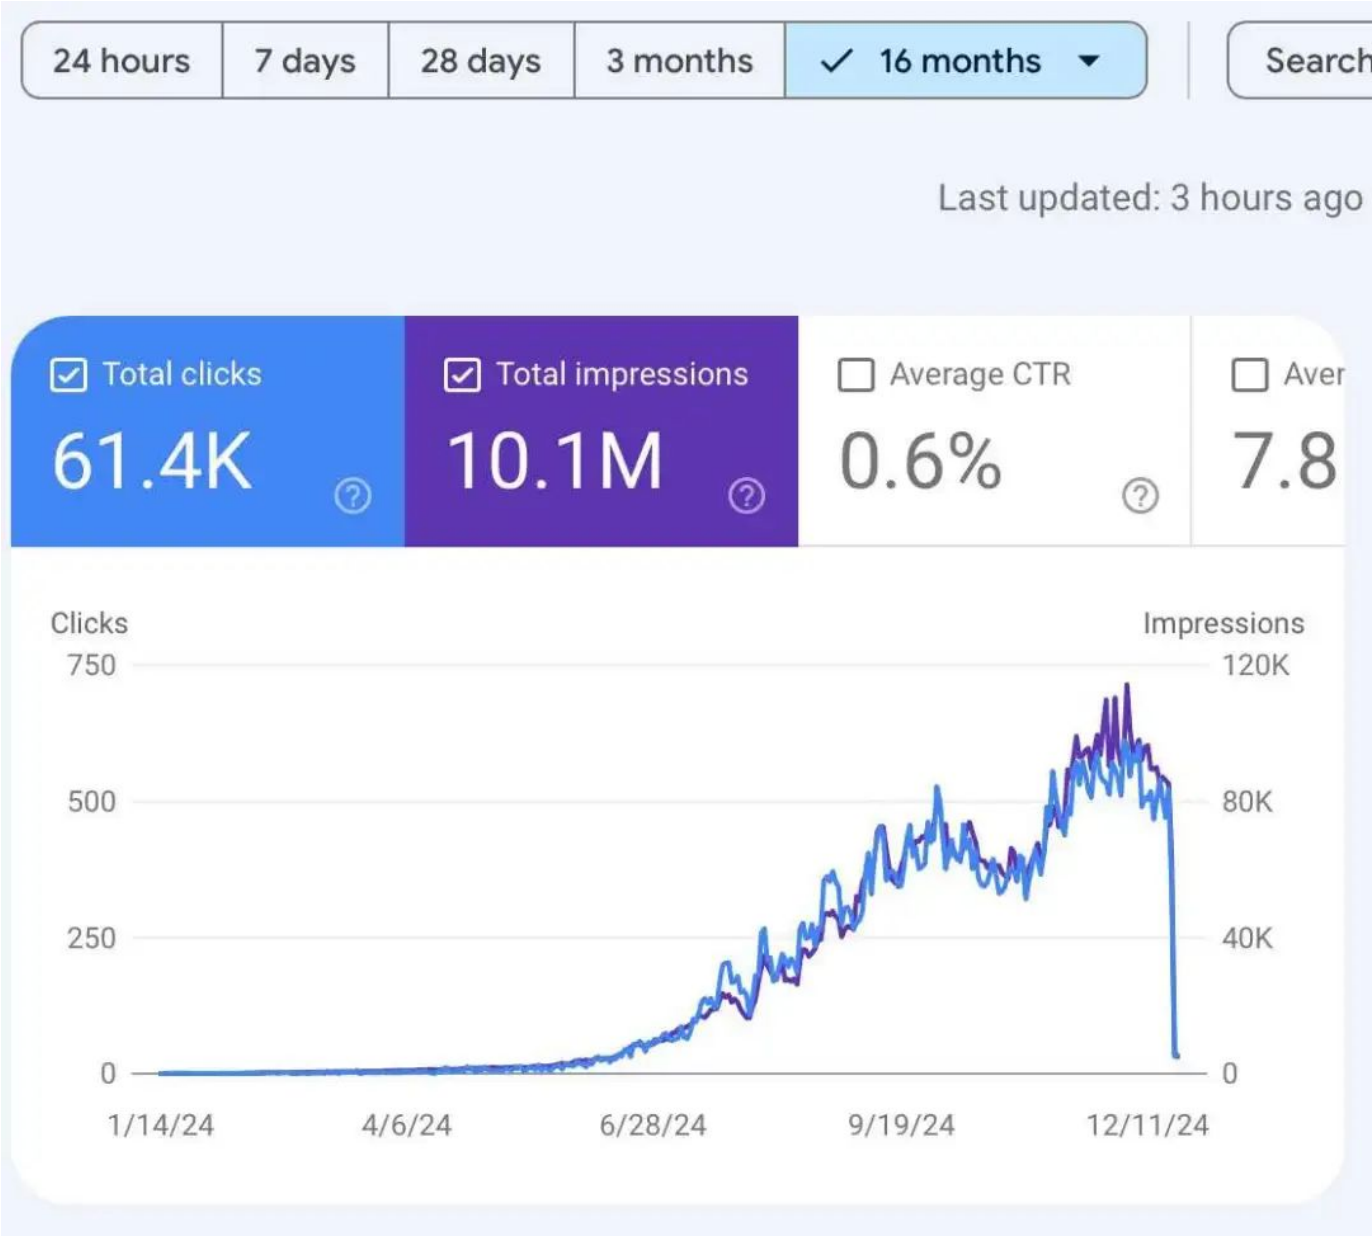 24 hours 7 days 28 days 3 months 16 months Search
Last updated: 3 hours ago
Total clicks Total impressions Average CTR Aver
61.4K 10.1M 0.6% 7.8
Clicks Impressions
750 120K
500 80K
250 40K
0 0
1/14/24 4/6/24 6/28/24 9/19/24 12/11/24